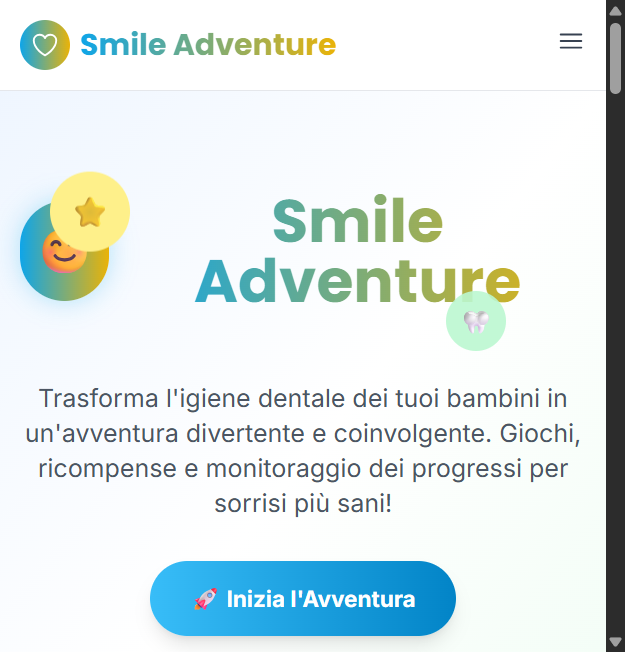 Smile Adventure
Smile
Adventure
Trasforma l'igiene dentale dei tuoi bambini in
un'avventura divertente e coinvolgente. Giochi,
ricompense e monitoraggio dei progressi per
sorrisi più sani!
🚀 Inizia l'Avventura